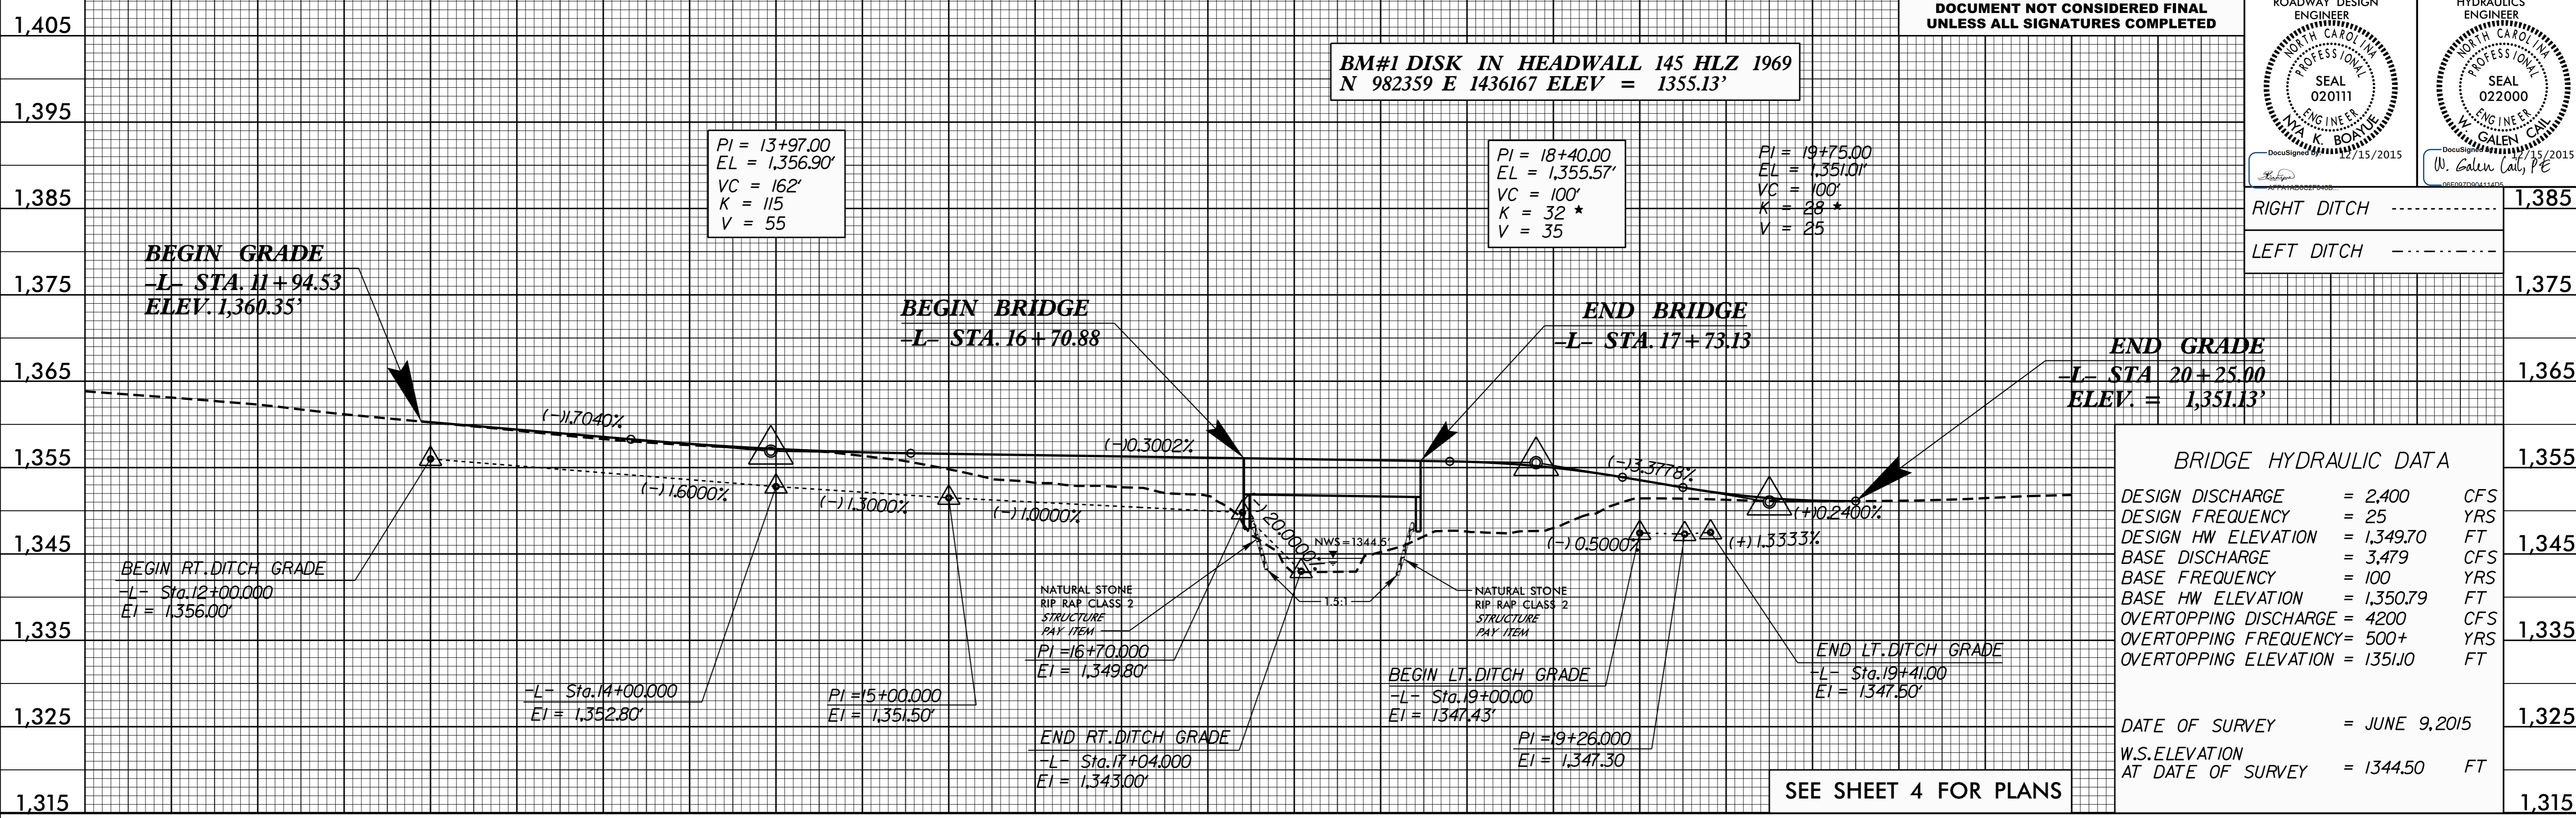 1,405
1,395
1,385
1,375
1,365
1,355
1,345
1,335
1,325
1,315
DOCUMENT NOT CONSIDERED FINAL
UNLESS ALL SIGNATURES COMPLETED
ROADWAY DESIGN
ENGINEER
NORTH CAROLINA
PROFESSIONAL
SEAL
020111
ENGINEER
NYA K. BOAYUE
DocuSigned by:
12/15/2015
HYDRAULICS
ENGINEER
NORTH CAROLINA
PROFESSIONAL
SEAL
022000
ENGINEER
W. GALEN CAIL
DocuSigned by:
12/15/2015
W. Galen Cail, PE
BM#1 DISK IN HEADWALL 145 HLZ 1969
N 982359 E 1436167 ELEV = 1355.13'
PI = 13+97.00
EL = 1,356.90'
VC = 162'
K = 115
V = 55
PI = 18+40.00
EL = 1,355.57'
VC = 100'
K = 32 ★
V = 35
PI = 19+75.00
EL = 1,351.01'
VC = 100'
K = 28 ★
V = 25
RIGHT DITCH
LEFT DITCH
1,385
1,375
1,365
1,355
1,345
1,335
1,325
1,315
BEGIN GRADE
-L- STA. 11+94.53
ELEV. 1,360.35'
BEGIN BRIDGE
-L- STA. 16+70.88
END BRIDGE
-L- STA. 17+73.13
END GRADE
-L- STA 20+25.00
ELEV. = 1,351.13'
(-)1.7040%
(-)0.3002%
(-)3.3778%
(+)0.2400%
(-)1.6000%
(-)1.3000%
(-)1.0000%
(-)20.0000%
NWS=1344.5'
(-)0.5000%
(+)1.3333%
1.5:1
BEGIN RT.DITCH GRADE
-L- Sta.12+00.000
El = 1,356.00'
-L- Sta.14+00.000
El = 1,352.80'
PI =15+00.000
El = 1,351.50'
NATURAL STONE
RIP RAP CLASS 2
STRUCTURE
PAY ITEM
PI =16+70.000
El = 1,349.80'
END RT.DITCH GRADE
-L- Sta.17+04.000
El = 1,343.00'
NATURAL STONE
RIP RAP CLASS 2
STRUCTURE
PAY ITEM
BEGIN LT.DITCH GRADE
-L- Sta.19+00.00
El = 1347.43'
PI =19+26.000
El = 1,347.30
END LT.DITCH GRADE
-L- Sta.19+41.00
El = 1347.50'
BRIDGE HYDRAULIC DATA
DESIGN DISCHARGE = 2,400 CFS
DESIGN FREQUENCY = 25 YRS
DESIGN HW ELEVATION = 1,349.70 FT
BASE DISCHARGE = 3,479 CFS
BASE FREQUENCY = 100 YRS
BASE HW ELEVATION = 1,350.79 FT
OVERTOPPING DISCHARGE = 4200 CFS
OVERTOPPING FREQUENCY= 500+ YRS
OVERTOPPING ELEVATION = 1351.10 FT
DATE OF SURVEY = JUNE 9,2015
W.S.ELEVATION
AT DATE OF SURVEY = 1344.50 FT
SEE SHEET 4 FOR PLANS